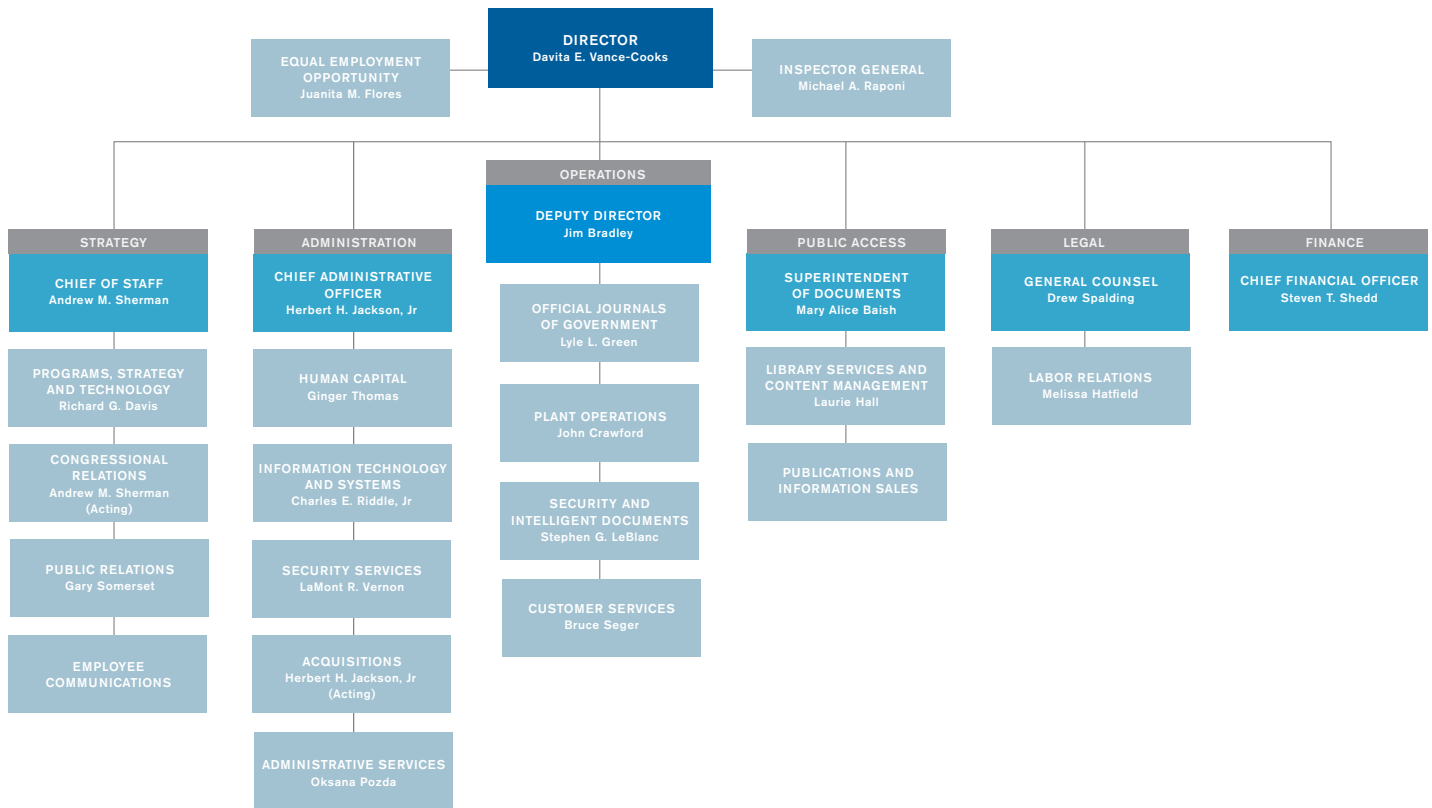 DIRECTOR
Davita E. Vance-Cooks
EQUAL EMPLOYMENT
OPPORTUNITY
Juanita M. Flores
INSPECTOR GENERAL
Michael A. Raponi
OPERATIONS
DEPUTY DIRECTOR
Jim Bradley
OFFICIAL JOURNALS
OF GOVERNMENT
Lyle L. Green
PLANT OPERATIONS
John Crawford
SECURITY AND
INTELLIGENT DOCUMENTS
Stephen G. LeBlanc
CUSTOMER SERVICES
Bruce Seger
STRATEGY
CHIEF OF STAFF
Andrew M. Sherman
PROGRAMS, STRATEGY
AND TECHNOLOGY
Richard G. Davis
CONGRESSIONAL
RELATIONS
Andrew M. Sherman
(Acting)
PUBLIC RELATIONS
Gary Somerset
EMPLOYEE
COMMUNICATIONS
ADMINISTRATION
CHIEF ADMINISTRATIVE
OFFICER
Herbert H. Jackson, Jr
HUMAN CAPITAL
Ginger Thomas
INFORMATION TECHNOLOGY
AND SYSTEMS
Charles E. Riddle, Jr
SECURITY SERVICES
LaMont R. Vernon
ACQUISITIONS
Herbert H. Jackson, Jr
(Acting)
ADMINISTRATIVE SERVICES
Oksana Pozda
PUBLIC ACCESS
SUPERINTENDENT
OF DOCUMENTS
Mary Alice Baish
LIBRARY SERVICES AND
CONTENT MANAGEMENT
Laurie Hall
PUBLICATIONS AND
INFORMATION SALES
LEGAL
GENERAL COUNSEL
Drew Spalding
LABOR RELATIONS
Melissa Hatfield
FINANCE
CHIEF FINANCIAL OFFICER
Steven T. Shedd